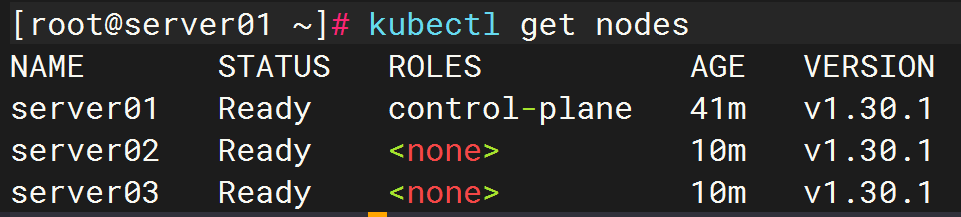 [root@server01 ~]# kubectl get nodes
NAME       STATUS   ROLES           AGE   VERSION
server01   Ready    control-plane   41m   v1.30.1
server02   Ready    <none>          10m   v1.30.1
server03   Ready    <none>          10m   v1.30.1